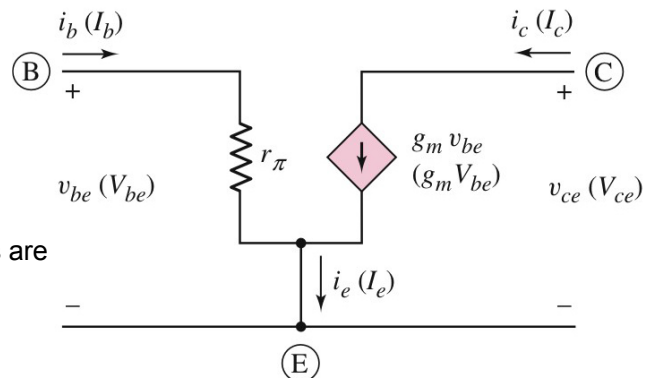 i_b (I_b)
i_c (I_c)
B
C
+
+
r_π
g_m v_be
(g_m V_be)
v_be (V_be)
v_ce (V_ce)
are
i_e (I_e)
–
–
E